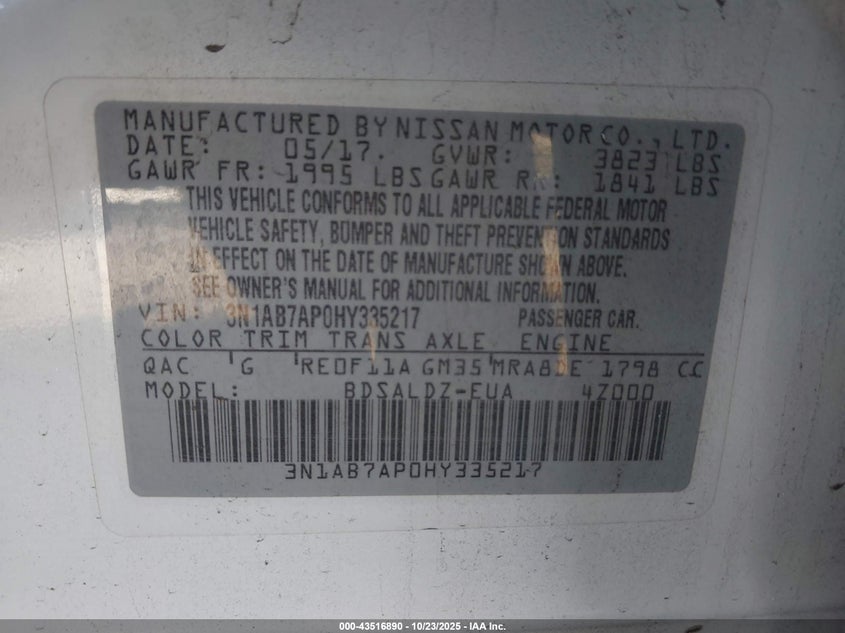 MANUFACTURED BY NISSAN MOTOR CO., LTD.
DATE: 05/17. GVWR: 3823 LBS
GAWR FR: 1995 LBS GAWR RR: 1841 LBS
THIS VEHICLE CONFORMS TO ALL APPLICABLE FEDERAL MOTOR
VEHICLE SAFETY, BUMPER AND THEFT PREVENTION STANDARDS
IN EFFECT ON THE DATE OF MANUFACTURE SHOWN ABOVE.
SEE OWNER'S MANUAL FOR ADDITIONAL INFORMATION.
VIN: 3N1AB7AP0HY335217 PASSENGER CAR.
COLOR TRIM TRANS AXLE ENGINE
QAC G RE0F11A GM35 MRA8DE 1798 CC
MODEL: BDSALDZ-EUA 4Z000
3N1AB7AP0HY335217
000-43516890 - 10/23/2025 - IAA Inc.